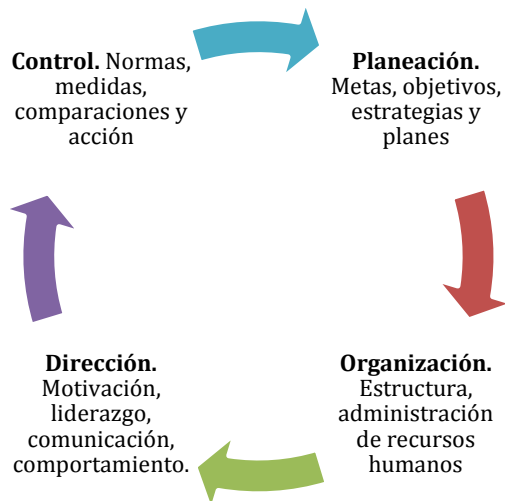 Control. Normas,
medidas,
comparaciones y
acción
Planeación.
Metas, objetivos,
estrategias y
planes
Organización.
Estructura,
administración
de recursos
humanos
Dirección.
Motivación,
liderazgo,
comunicación,
comportamiento.